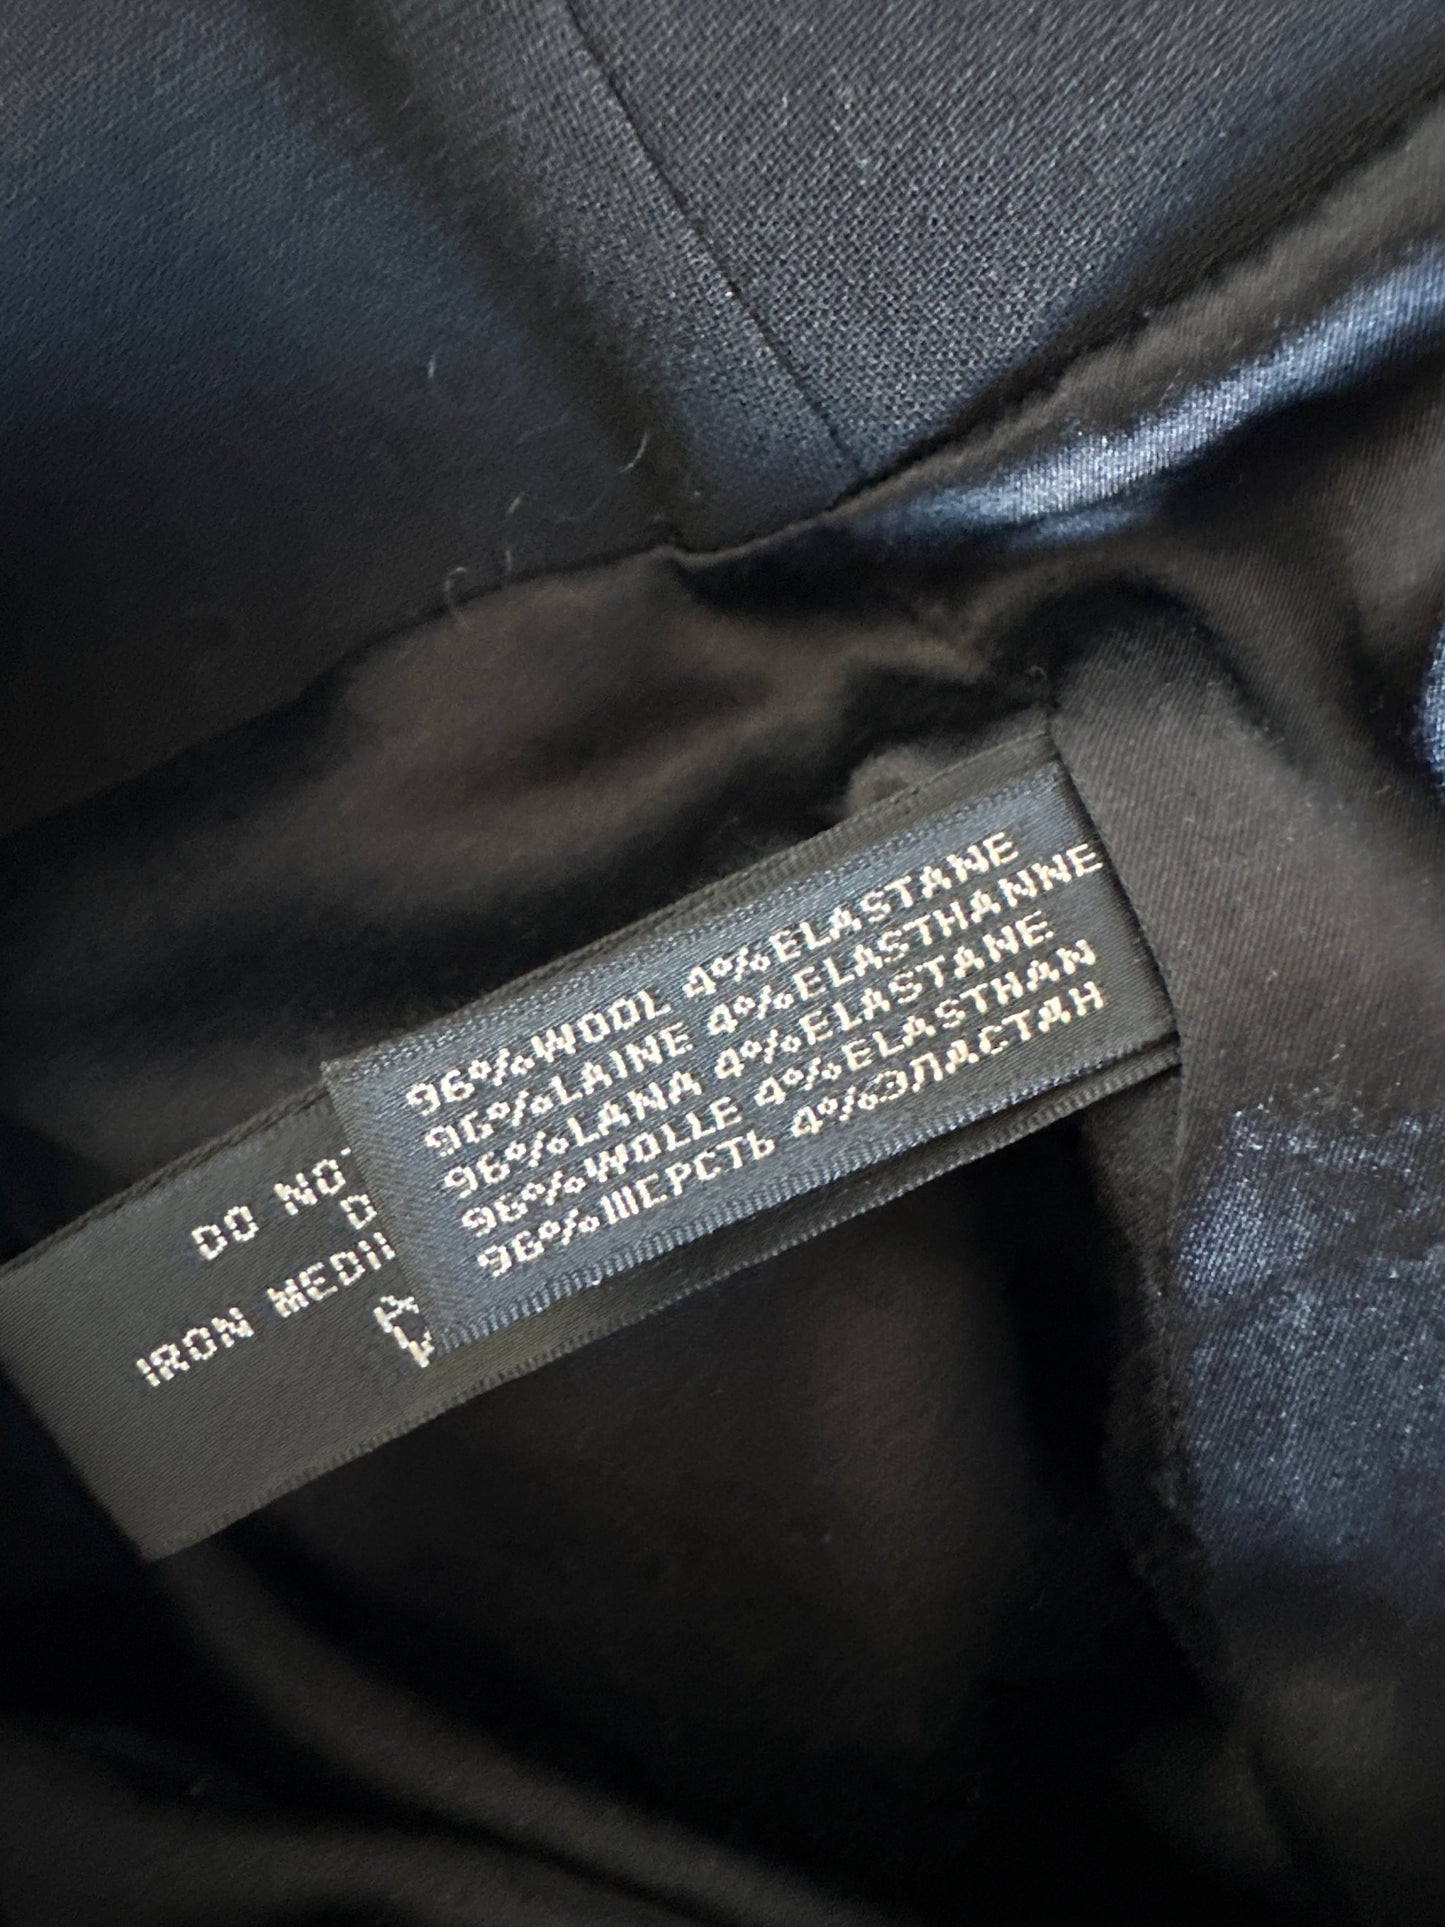 96%WOOL 4%ELASTANE
96%LAINE 4%ELASTHANNE
96%LANA 4%ELASTANE
96%WOLLE 4%ELASTHAN
96%ШЕРСТЬ 4%ЭЛАСТАН
DO NO
IRON MEDI